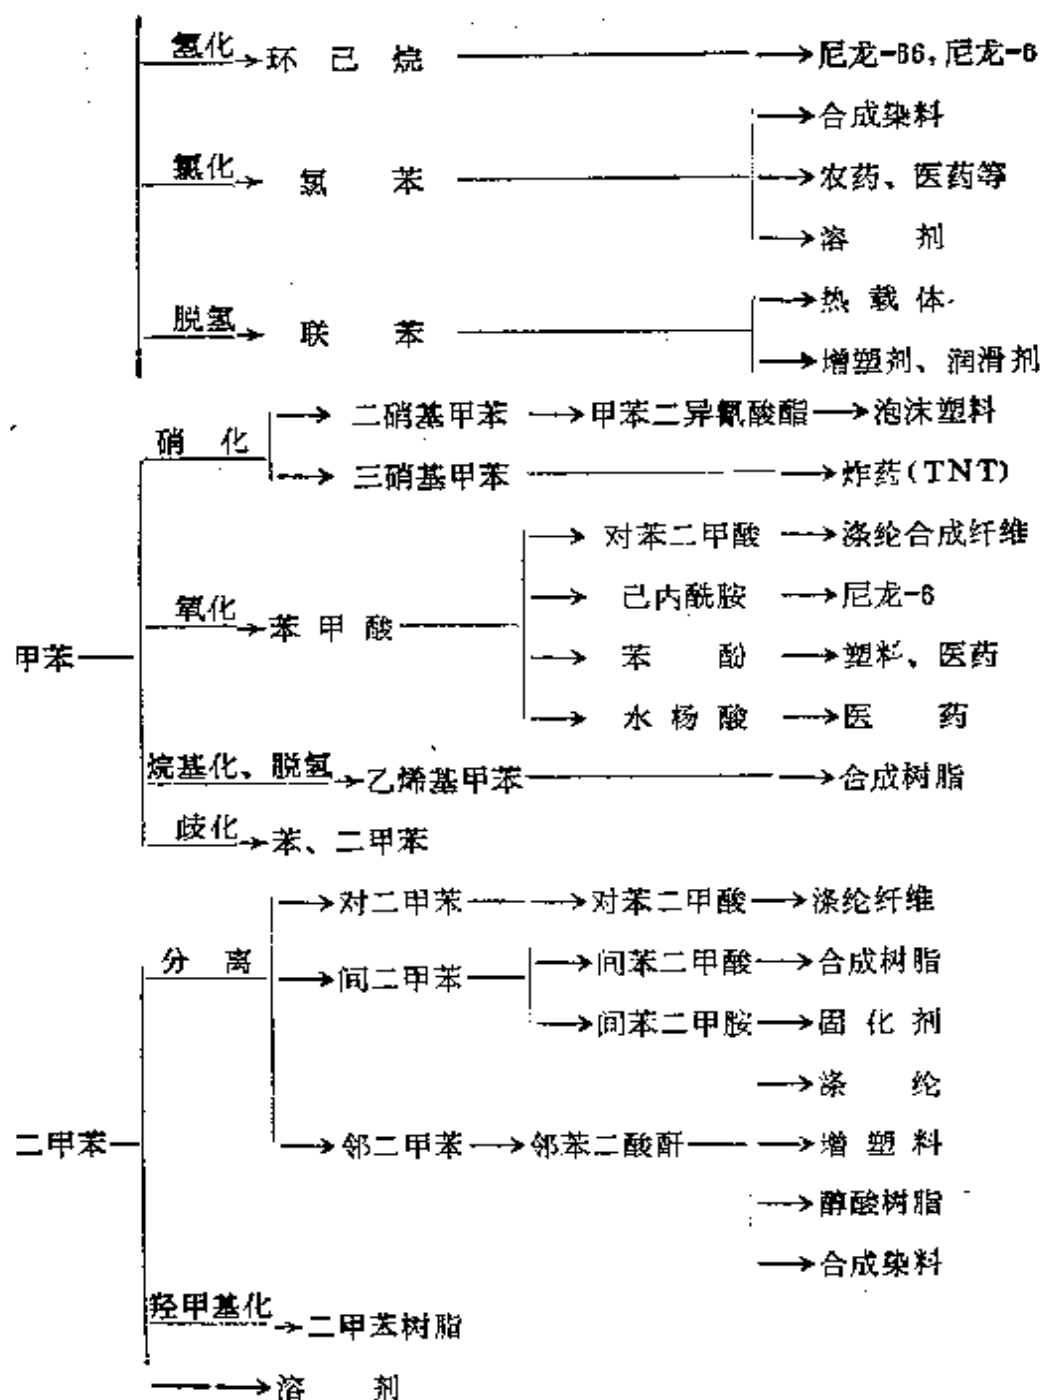 氢化 环己烷 尼龙-66,尼龙-6
合成染料
氯化 氯苯 农药、医药等
溶剂
热载体
脱氢 联苯
增塑剂、润滑剂
二硝基甲苯 甲苯二异氰酸酯 泡沫塑料
硝化
三硝基甲苯 炸药(TNT)
对苯二甲酸 涤纶合成纤维
己内酰胺 尼龙-6
氧化 苯甲酸
甲苯 苯酚 塑料、医药
水杨酸 医药
烷基化、脱氢 乙烯基甲苯 合成树脂
歧化 苯、二甲苯
对二甲苯 对苯二甲酸 涤纶纤维
分离 间二甲苯 间苯二甲酸 合成树脂
间苯二甲胺 固化剂
涤纶
二甲苯 邻二甲苯 邻苯二酸酐 增塑料
醇酸树脂
合成染料
羟甲基化 二甲苯树脂
溶剂